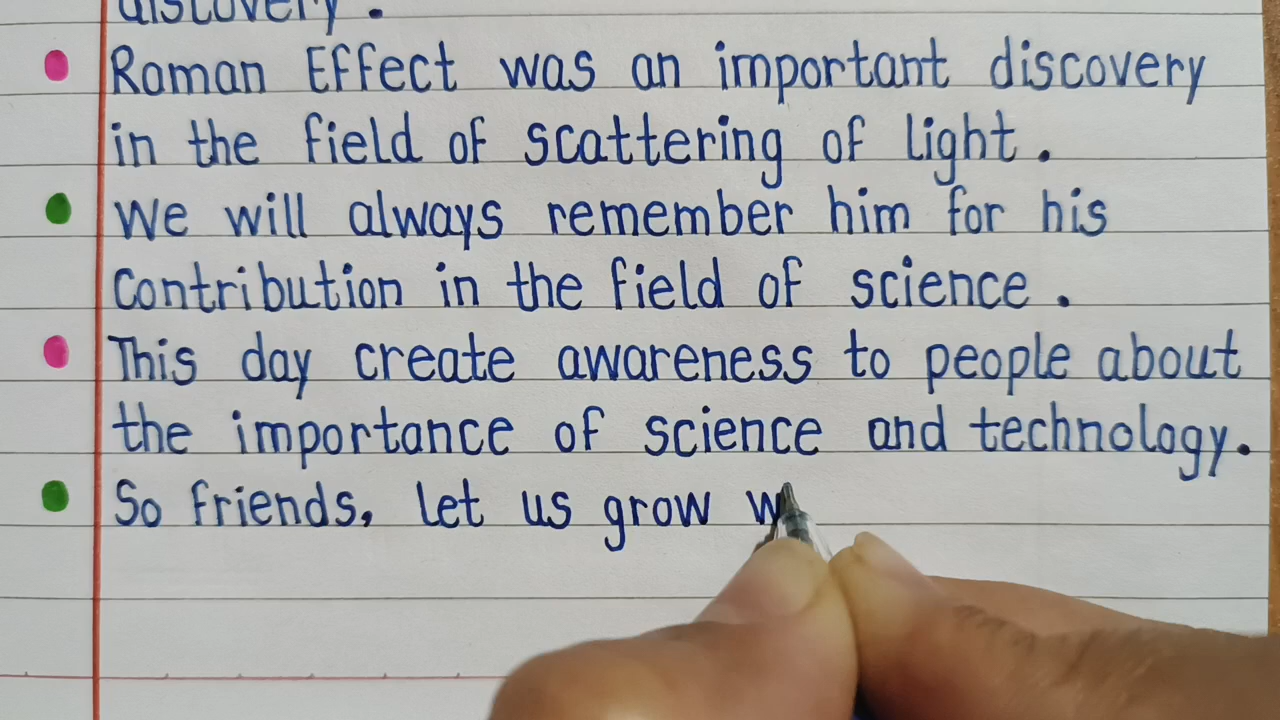 discovery.
Raman Effect was an important discovery
in the field of scattering of light.
We will always remember him for his
contribution in the field of science.
This day create awareness to people about
the importance of science and technology.
So friends, let us grow w